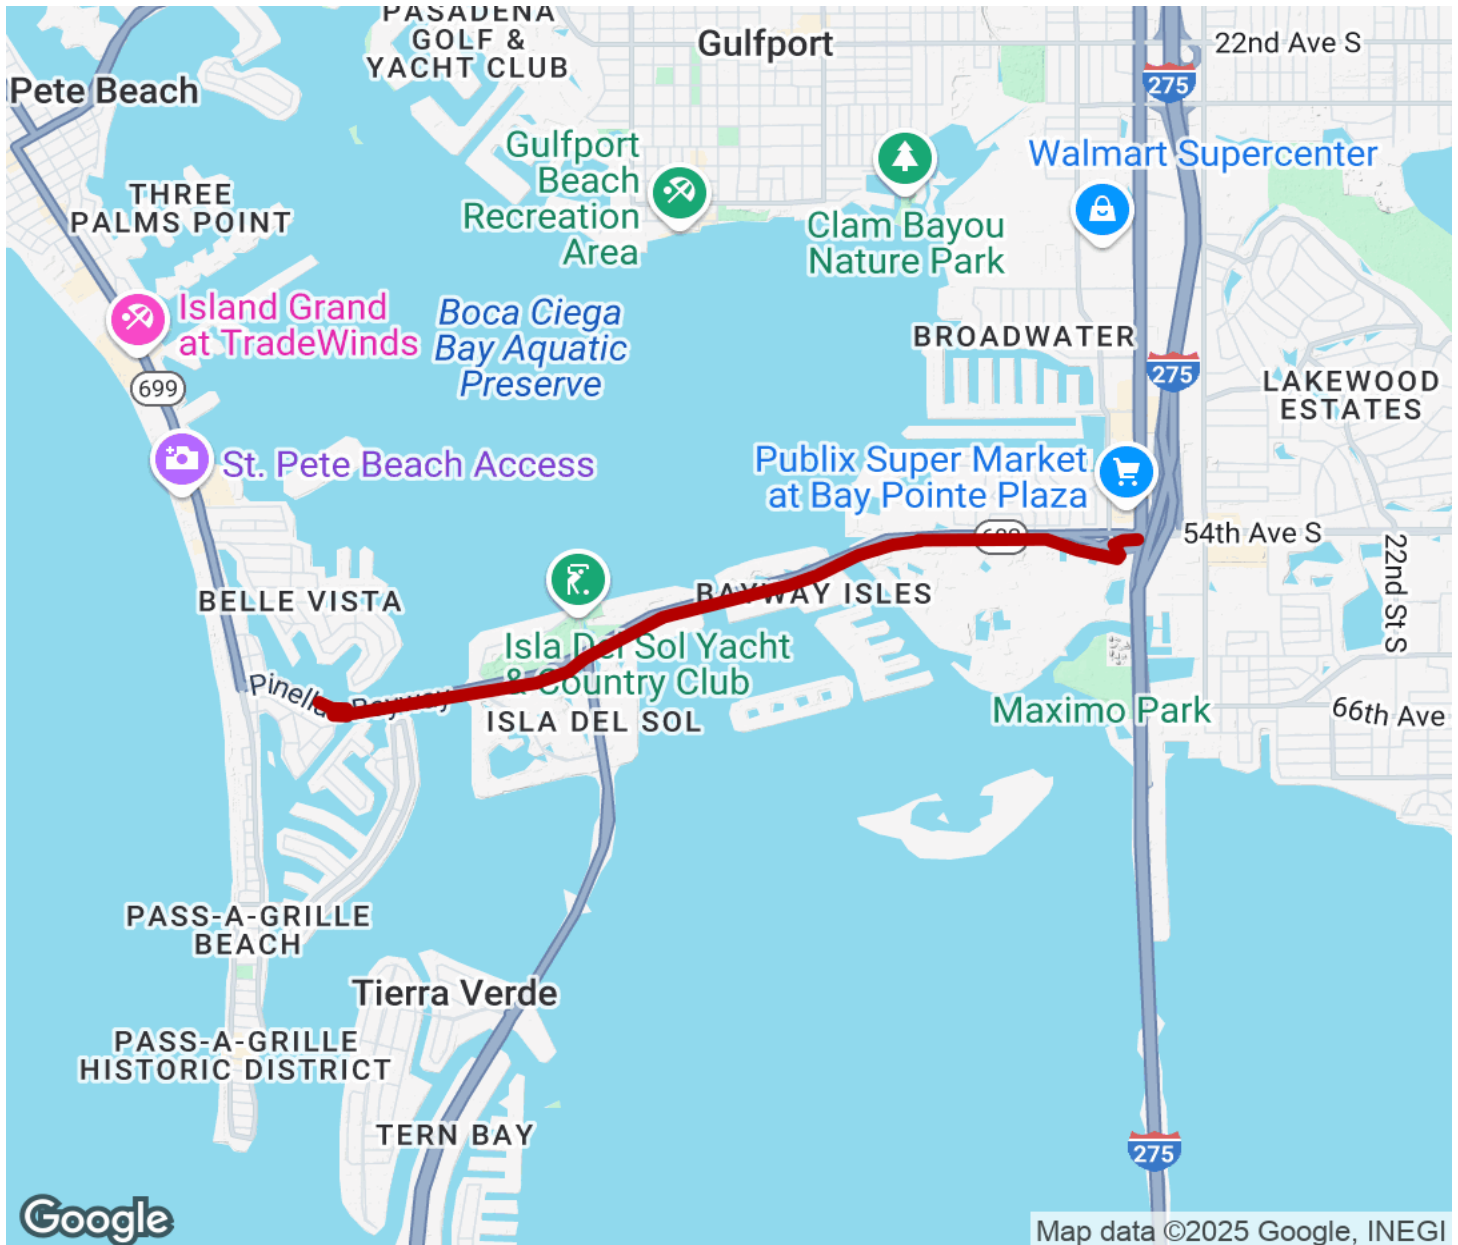 PASADENA
GOLF &
YACHT CLUB
Gulfport
22nd Ave S
275
Pete Beach
Gulfport
Beach
Recreation
Area
Walmart Supercenter
THREE
PALMS POINT
Clam Bayou
Nature Park
Island Grand
at TradeWinds
Boca Ciega
Bay Aquatic
Preserve
BROADWATER
275
699
LAKEWOOD
ESTATES
St. Pete Beach Access
Publix Super Market
at Bay Pointe Plaza
54th Ave S
22nd St S
BELLE VISTA
BAYWAY ISLES
Isla Del Sol Yacht
& Country Club
Pinellas Bayway
ISLA DEL SOL
Maximo Park
66th Ave
PASS-A-GRILLE
BEACH
Tierra Verde
PASS-A-GRILLE
HISTORIC DISTRICT
TERN BAY
275
Google
Map data ©2025 Google, INEGI